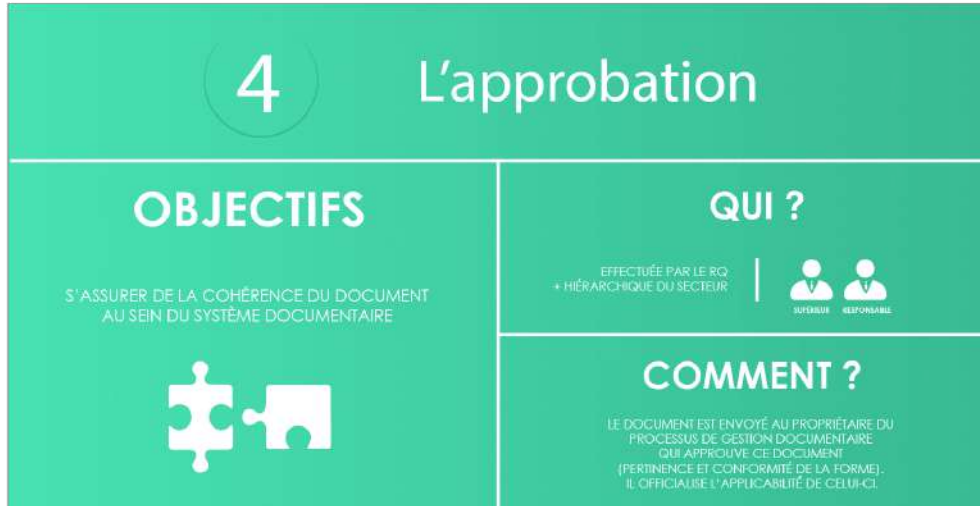 4
L'approbation
OBJECTIFS
S'ASSURER DE LA COHÉRENCE DU DOCUMENT
AU SEIN DU SYSTÈME DOCUMENTAIRE
QUI ?
EFFECTUÉE PAR LE RQ
+ HIÉRARCHIQUE DU SECTEUR
SUPÉRIEUR RESPONSABLE
COMMENT ?
LE DOCUMENT EST ENVOYÉ AU PROPRIÉTAIRE DU
PROCESSUS DE GESTION DOCUMENTAIRE
QUI APPROUVE CE DOCUMENT
(PERTINENCE ET CONFORMITÉ DE LA FORME).
IL OFFICIALISE L'APPLICABILITÉ DE CELUI-CI.